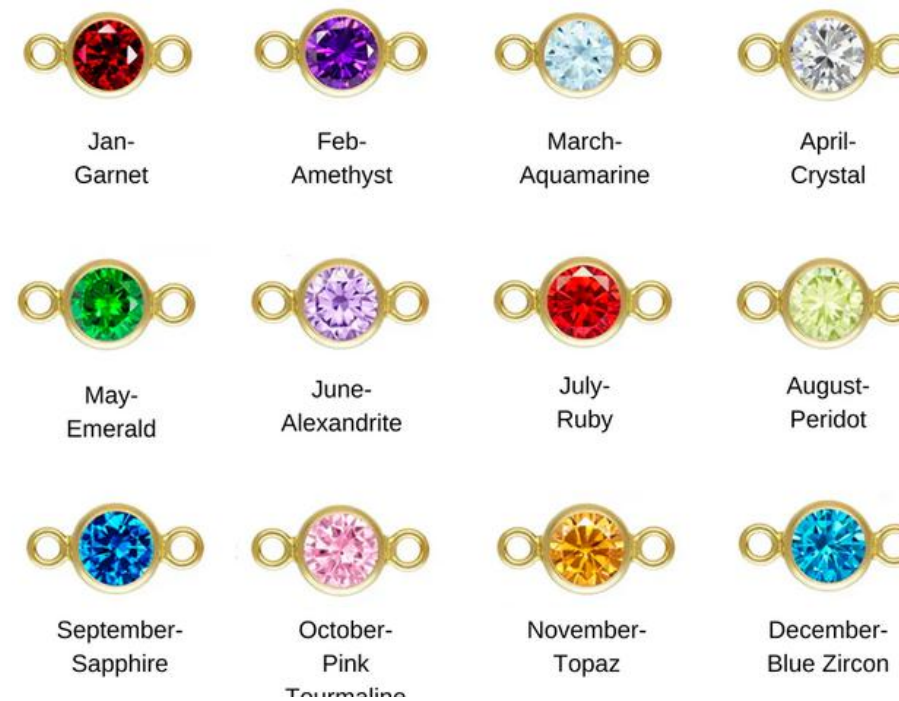 Jan-
Garnet
Feb-
Amethyst
March-
Aquamarine
April-
Crystal
May-
Emerald
June-
Alexandrite
July-
Ruby
August-
Peridot
September-
Sapphire
October-
Pink
Tourmaline
November-
Topaz
December-
Blue Zircon